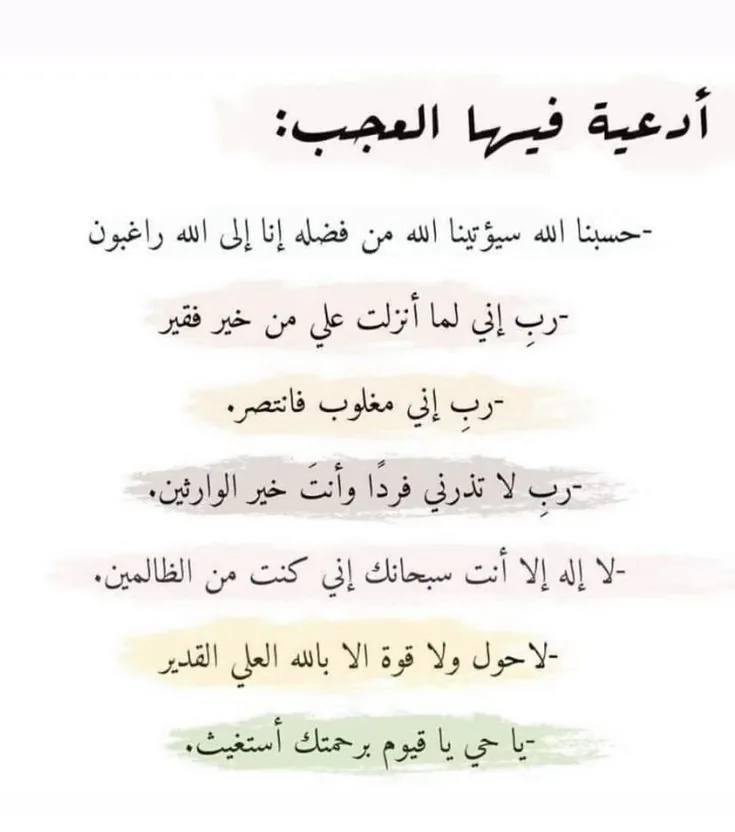 أدعية فيها العجب:
-حسبنا الله سيؤتينا الله من فضله إنا إلى الله راغبون
-ربِ إني لما أنزلت علي من خير فقير
-ربِ إني مغلوب فانتصر.
-ربِ لا تذرني فردًا وأنتَ خير الوارثين.
-لا إله إلا أنت سبحانك إني كنت من الظالمين.
-لاحول ولا قوة الا بالله العلي القدير
-يا حي يا قيوم برحمتك أستغيث.